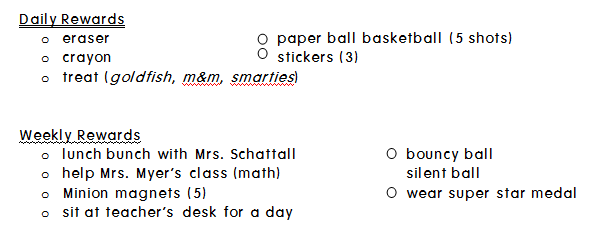 Daily Rewards
o eraser
o crayon
o treat (goldfish, m&m, smarties)
O paper ball basketball (5 shots)
O stickers (3)
Weekly Rewards
o lunch bunch with Mrs. Schattall
o help Mrs. Myer's class (math)
o Minion magnets (5)
o sit at teacher's desk for a day
O bouncy ball
silent ball
O wear super star medal